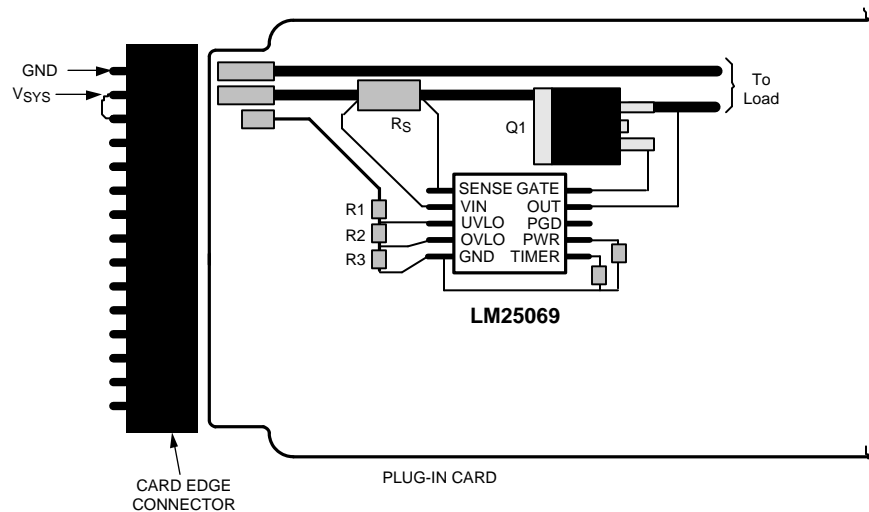 GND
VSYS
RS
Q1
To
Load
SENSE GATE
VIN OUT
R1
UVLO PGD
R2
OVLO PWR
R3
GND TIMER
LM25069
PLUG-IN CARD
CARD EDGE
CONNECTOR